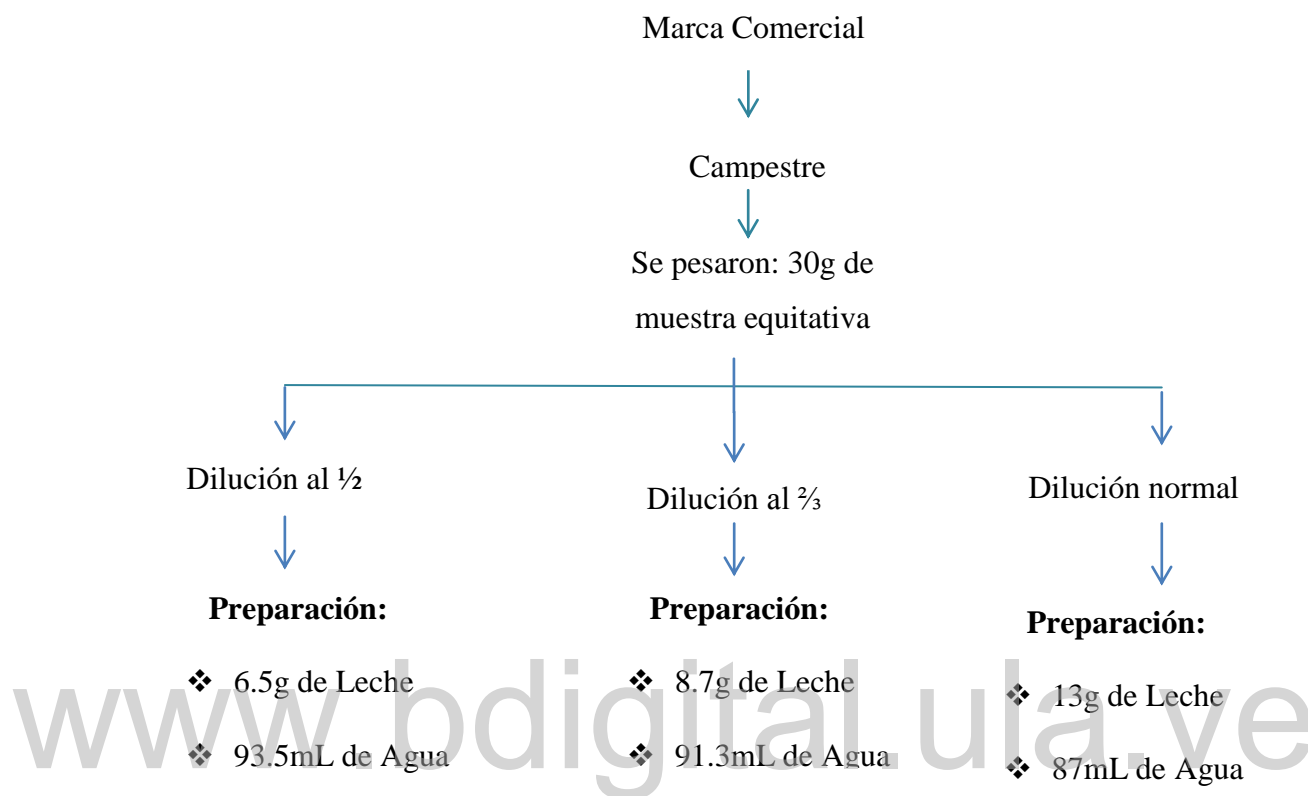 Marca Comercial
Campestre
Se pesaron: 30g de
muestra equitativa
Dilución al ½
Dilución al ⅔
Dilución normal
Preparación:
❖ 6.5g de Leche
❖ 93.5mL de Agua
Preparación:
❖ 8.7g de Leche
❖ 91.3mL de Agua
Preparación:
❖ 13g de Leche
❖ 87mL de Agua
www.bdigital.ula.ve